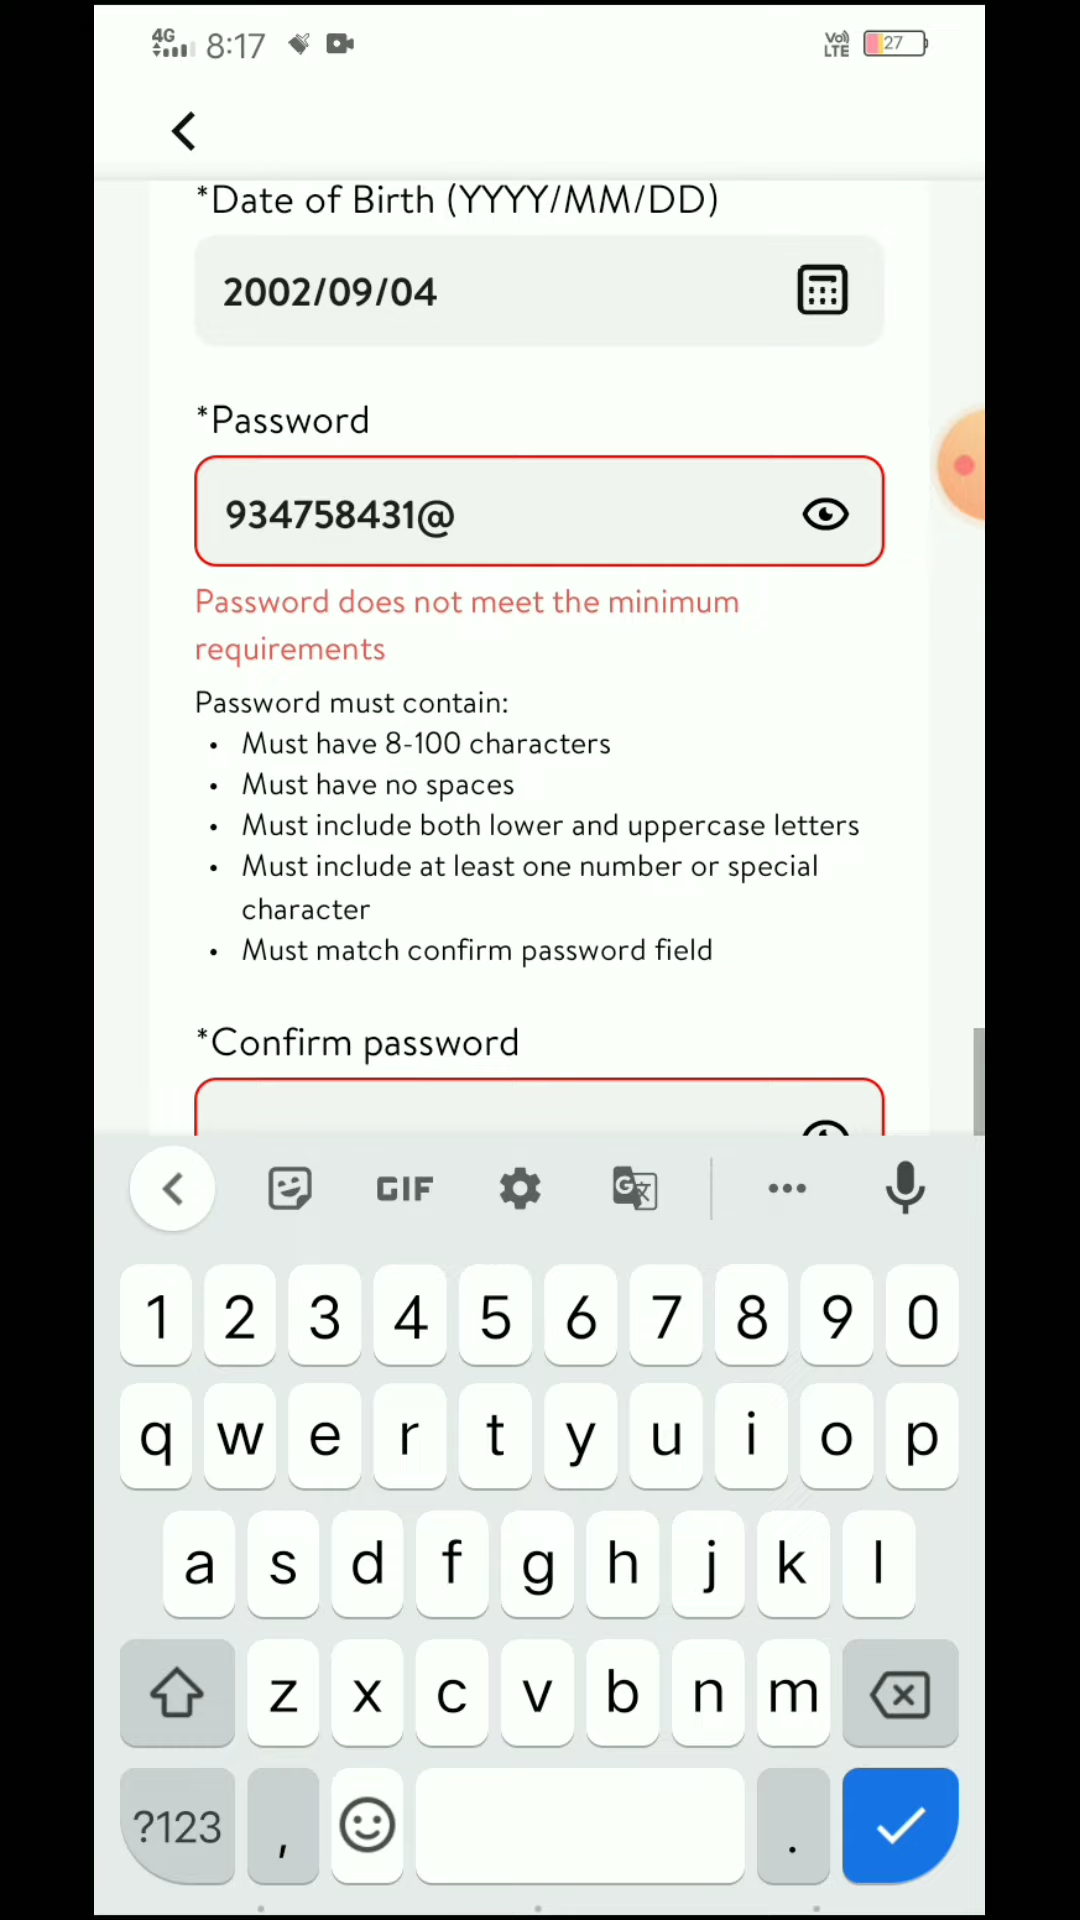 4G 8:17 Vo) LTE 27
*Date of Birth (YYYY/MM/DD)
2002/09/04
*Password
934758431@
Password does not meet the minimum
requirements
Password must contain:
• Must have 8-100 characters
• Must have no spaces
• Must include both lower and uppercase letters
• Must include at least one number or special
character
• Must match confirm password field
*Confirm password
GIF G文
1 2 3 4 5 6 7 8 9 0
q w e r t y u i o p
a s d f g h j k l
z x c v b n m
?123 , .